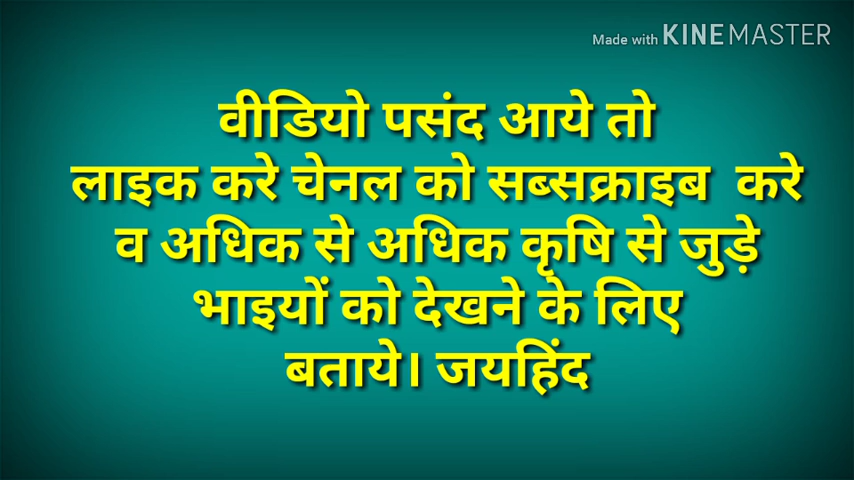 Made with KINEMASTER
वीडियो पसंद आये तो
लाइक करे चेनल को सब्सक्राइब करे
व अधिक से अधिक कृषि से जुड़े
भाइयों को देखने के लिए
बताये। जयहिंद